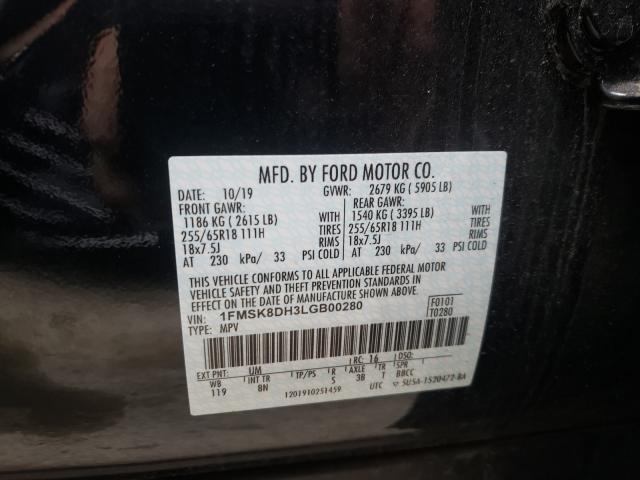 MFD. BY FORD MOTOR CO.
DATE: 10/19 GVWR: 2679 KG ( 5905 LB)
FRONT GAWR: REAR GAWR:
1186 KG ( 2615 LB) WITH 1540 KG ( 3395 LB) WITH
255/65R18 111H TIRES 255/65R18 111H TIRES
18x7.5J RIMS 18x7.5J RIMS
AT 230 kPa/ 33 PSI COLD AT 230 kPa/ 33 PSI COLD
THIS VEHICLE CONFORMS TO ALL APPLICABLE FEDERAL MOTOR
VEHICLE SAFETY AND THEFT PREVENTION STANDARDS IN EFFECT
ON THE DATE OF MANUFACTURE SHOWN ABOVE.
VIN: 1FMSK8DH3LGB00280 F0101
TYPE: MPV T0280
EXT PNT: UM RC: 16 DSO:
WB INT TR TP/PS R AXLE TR SPR
119 8N S 3B T BBCC
1201910251459 UTC 5U5A-1520472-BA